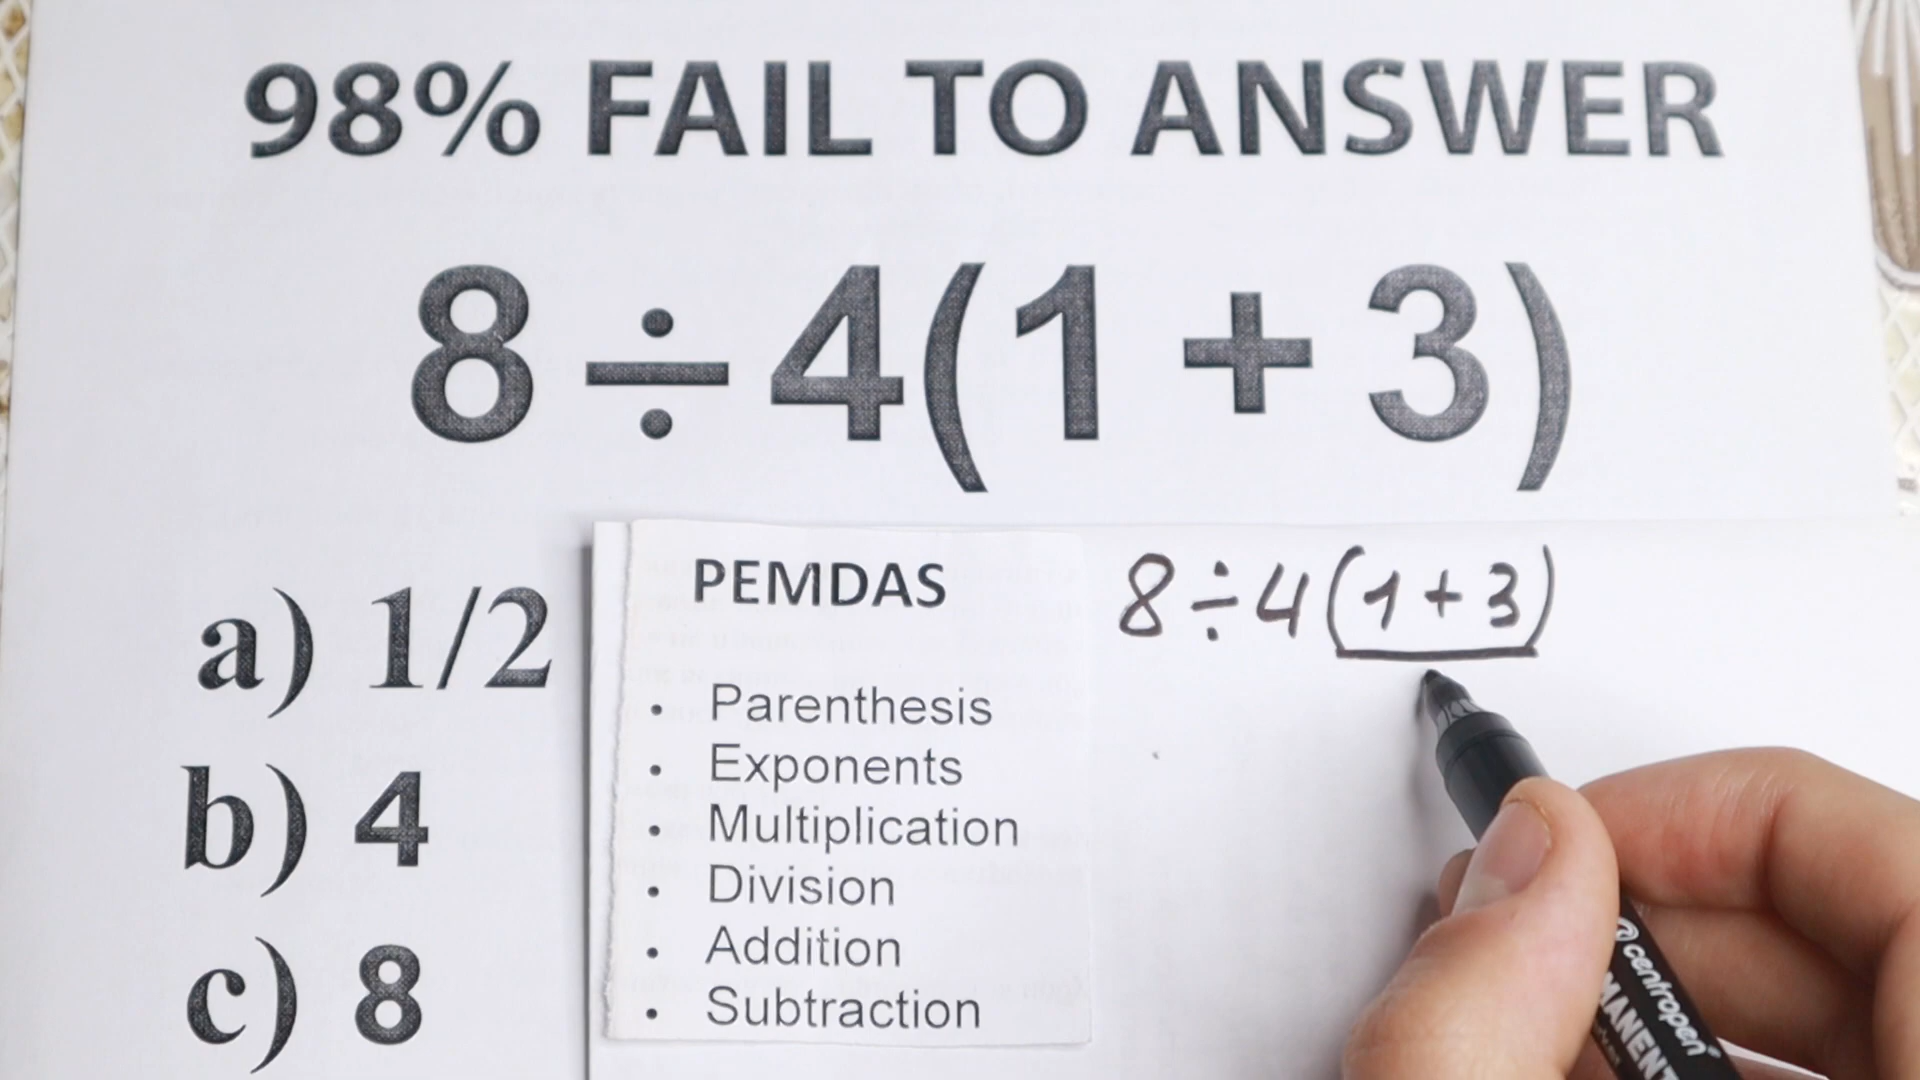 98% FAIL TO ANSWER
8 ÷ 4(1 + 3)
a) 1/2
b) 4
c) 8
PEMDAS
• Parenthesis
• Exponents
• Multiplication
• Division
• Addition
• Subtraction
8 ÷ 4 (1 + 3)
@centropen
MANENT